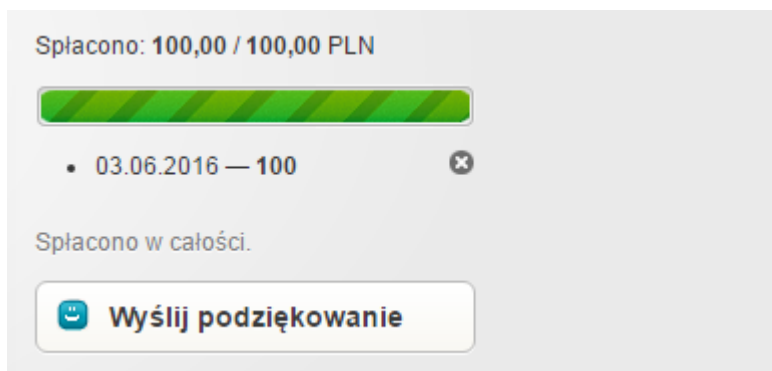 Spłacono: 100,00 / 100,00 PLN
• 03.06.2016 — 100
Spłacono w całości.
Wyślij podziękowanie